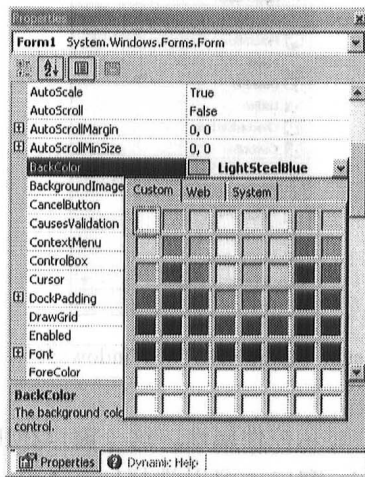 Properties
Form1 System.Windows.Forms.Form
AutoScale True
AutoScroll False
AutoScrollMargin 0, 0
AutoScrollMinSize 0, 0
BackColor LightSteelBlue
BackgroundImage
CancelButton
CausesValidation
ContextMenu
ControlBox
Cursor
DockPadding
DrawGrid
Enabled
Font
ForeColor
Custom Web System
BackColor
The background colo
control.
Properties Dynamic Help